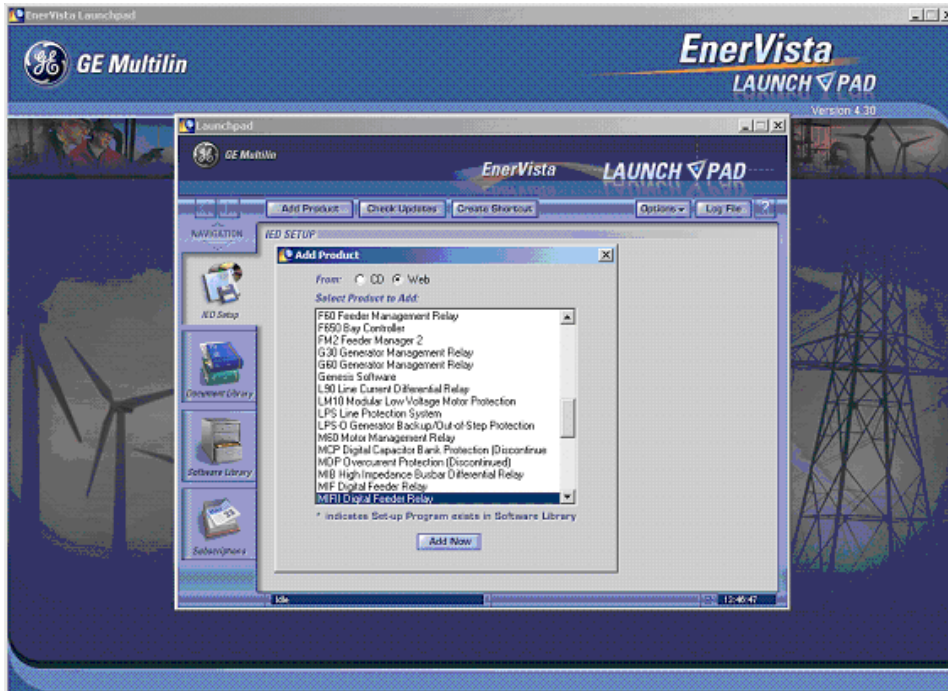 EnerVista Launchpad
GE Multilin
EnerVista
LAUNCH PAD
Version 4.30
Launchpad
GE Multilin
EnerVista LAUNCH PAD
Add Product Check Updates Create Shortcut Options Log File ?
NAVIGATION
IED SETUP
Add Product
From: CD Web
Select Product to Add:
F60 Feeder Management Relay
F650 Bay Controller
FM2 Feeder Manager 2
G30 Generator Management Relay
G60 Generator Management Relay
Genesis Software
L90 Line Current Differential Relay
LM10 Modular Low Voltage Motor Protection
LPS Line Protection System
LPS-O Generator Backup/Out-of-Step Protection
M60 Motor Management Relay
MCP Digital Capacitor Bank Protection (Discontinue
MDP Overcurrent Protection (Discontinued)
MIB High Impedance Busbar Differential Relay
MIF Digital Feeder Relay
MIFII Digital Feeder Relay
* indicates Set-up Program exists in Software Library
Add Now
IED Setup
Document Library
Software Library
Subscriptions
Idle
12:46:47